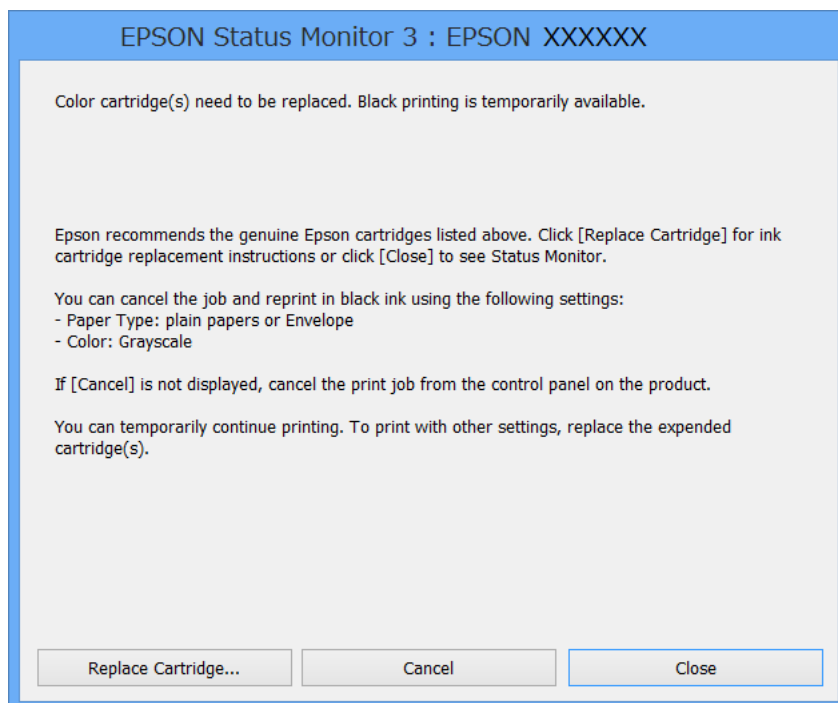 EPSON Status Monitor 3 : EPSON XXXXXX
Color cartridge(s) need to be replaced. Black printing is temporarily available.
Epson recommends the genuine Epson cartridges listed above. Click [Replace Cartridge] for ink
cartridge replacement instructions or click [Close] to see Status Monitor.
You can cancel the job and reprint in black ink using the following settings:
- Paper Type: plain papers or Envelope
- Color: Grayscale
If [Cancel] is not displayed, cancel the print job from the control panel on the product.
You can temporarily continue printing. To print with other settings, replace the expended
cartridge(s).
Replace Cartridge... Cancel Close